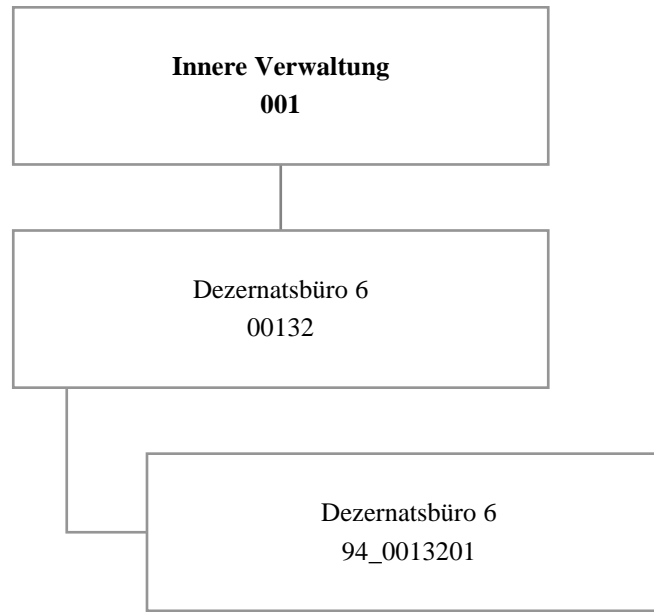 Innere Verwaltung
001
Dezernatsbüro 6
00132
Dezernatsbüro 6
94_0013201